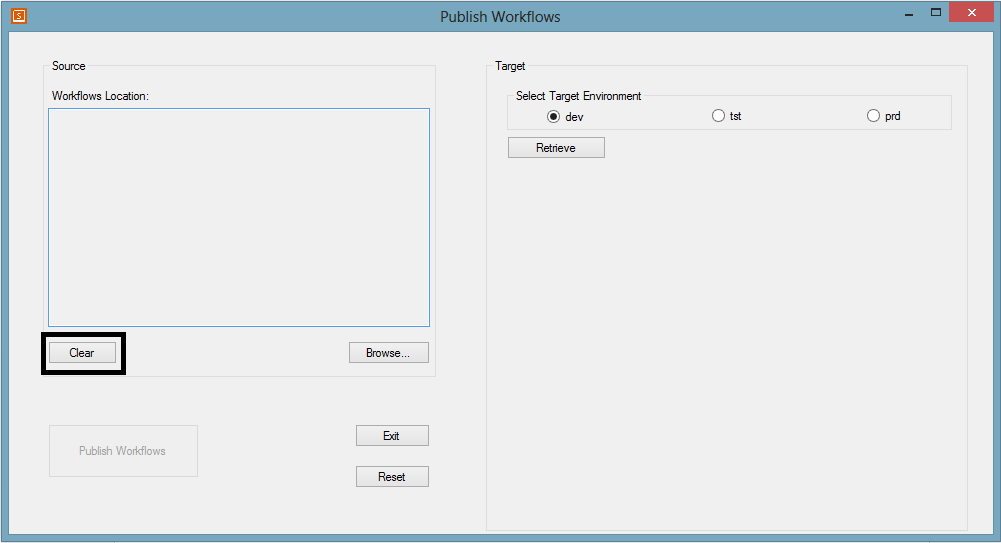 Publish Workflows
Source
Workflows Location:
Clear
Browse...
Publish Workflows
Exit
Reset
Target
Select Target Environment
dev
tst
prd
Retrieve